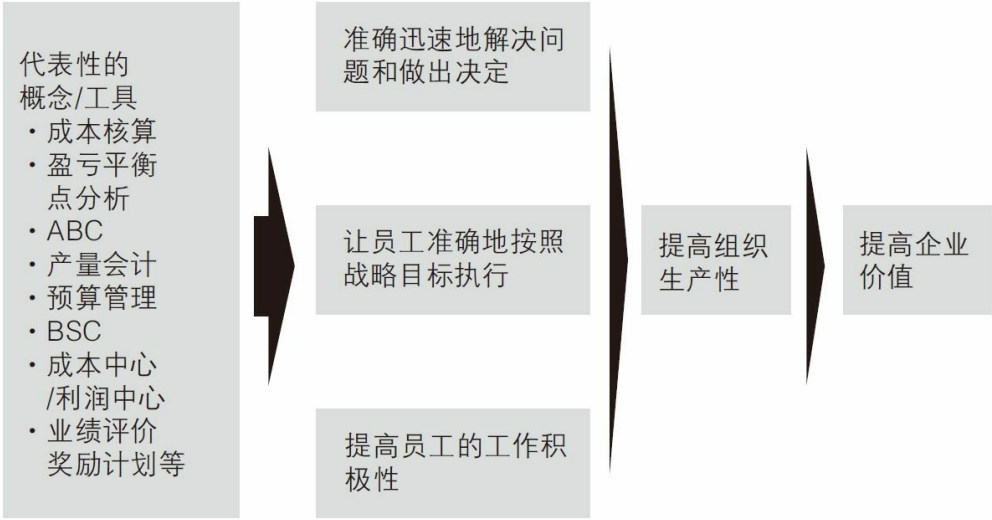 代表性的
概念/工具
・成本核算
・盈亏平衡
点分析
・ABC
・产量会计
・预算管理
・BSC
・成本中心
/利润中心
・业绩评价
奖励计划等
准确迅速地解决问
题和做出决定
让员工准确地按照
战略目标执行
提高员工的工作积
极性
提高组织
生产性
提高企业
价值